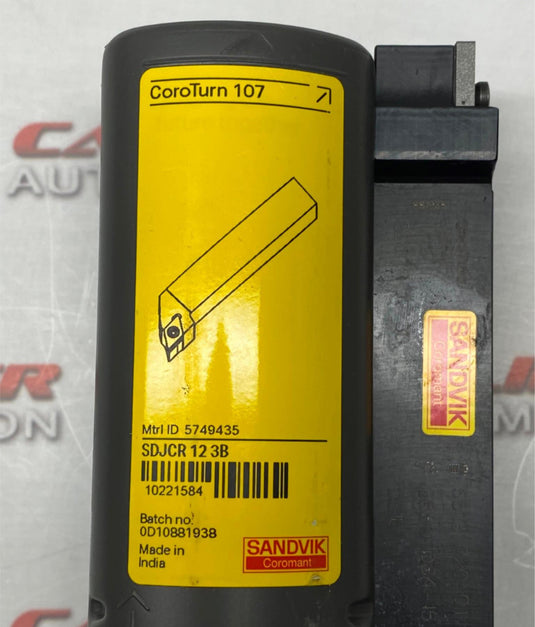 CoroTurn 107
Mtrl ID 5749435
SDJCR 12 3B
10221584
Batch no.
0D10881938
Made in
India
SANDVIK
Coromant
SANDVIK
Coromant